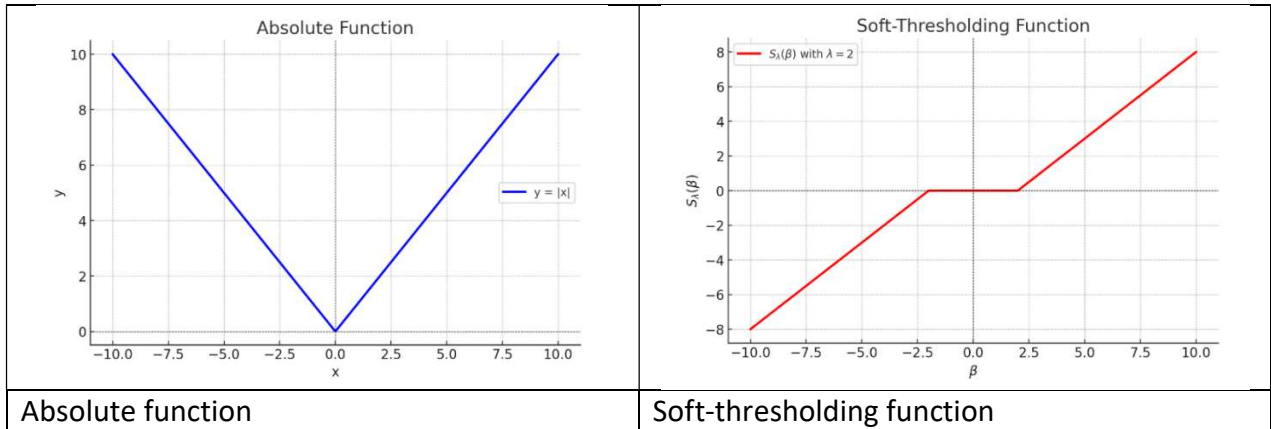 Absolute Function
10
8
6
4
2
0
y
y = |x|
−10.0 −7.5 −5.0 −2.5 0.0 2.5 5.0 7.5 10.0
x
Soft-Thresholding Function
8
6
4
2
0
−2
−4
−6
−8
Sλ(β)
Sλ(β) with λ = 2
−10.0 −7.5 −5.0 −2.5 0.0 2.5 5.0 7.5 10.0
β
Absolute function
Soft-thresholding function